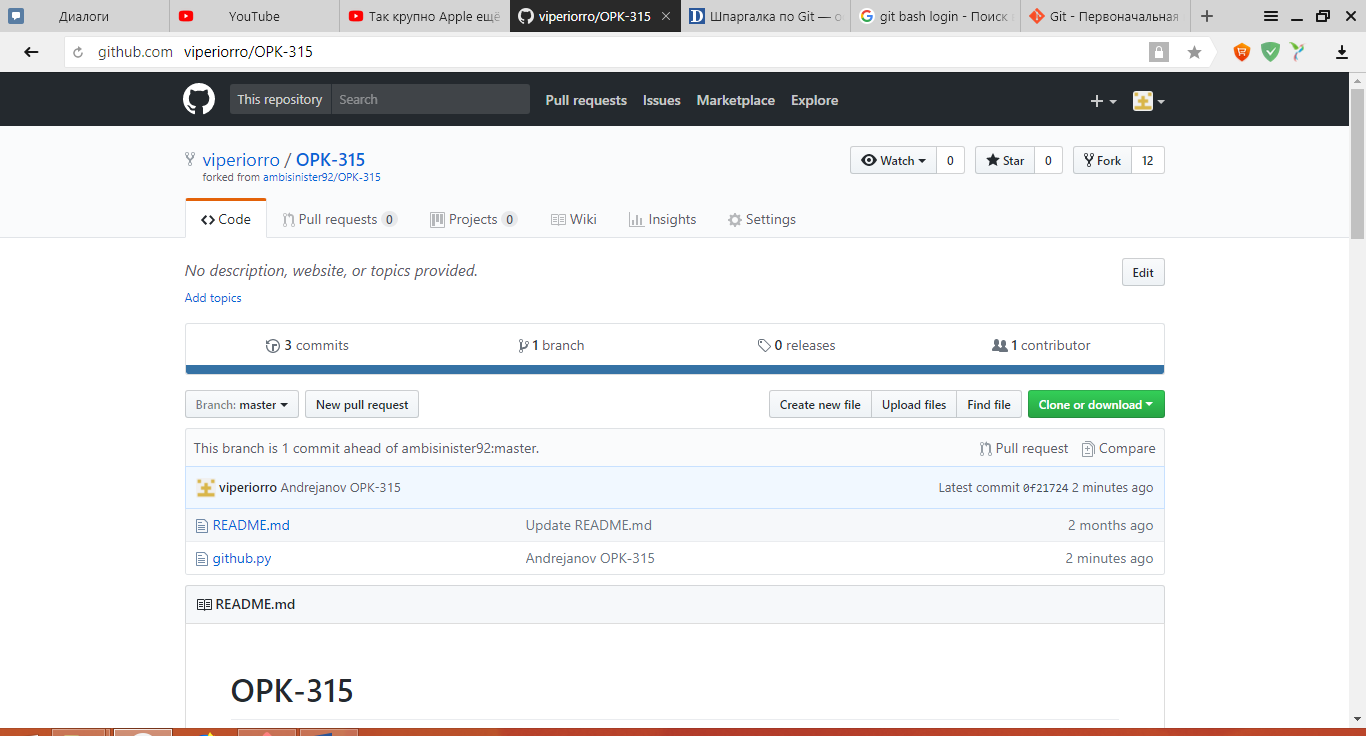 Диалоги YouTube Так крупно Apple ещё viperiorro/OPK-315 Шпаргалка по Git — о git bash login - Поиск Git - Первоначальная
github.com viperiorro/OPK-315
This repository Search Pull requests Issues Marketplace Explore
viperiorro / OPK-315
forked from ambisinister92/OPK-315
Watch 0 Star 0 Fork 12
Code Pull requests 0 Projects 0 Wiki Insights Settings
No description, website, or topics provided.
Edit
Add topics
3 commits 1 branch 0 releases 1 contributor
Branch: master New pull request Create new file Upload files Find file Clone or download
This branch is 1 commit ahead of ambisinister92:master. Pull request Compare
viperiorro Andrejanov OPK-315 Latest commit 0f21724 2 minutes ago
README.md Update README.md 2 months ago
github.py Andrejanov OPK-315 2 minutes ago
README.md
OPK-315